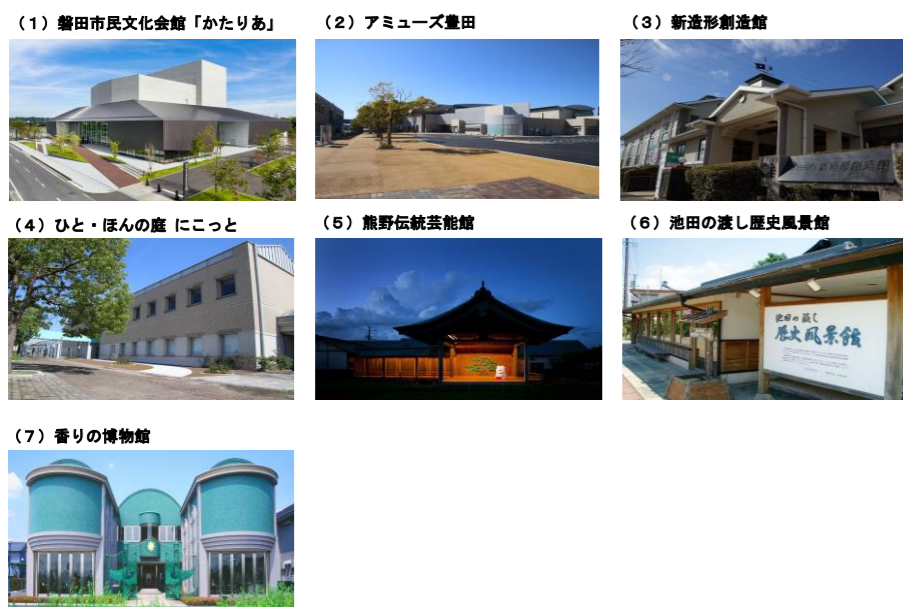 （１）磐田市民文化会館「かたりあ」
（２）アミューズ豊田
（３）新造形創造館
（４）ひと・ほんの庭 にこっと
（５）熊野伝統芸能館
（６）池田の渡し歴史風景館
池田の渡し
歴史風景館
（７）香りの博物館